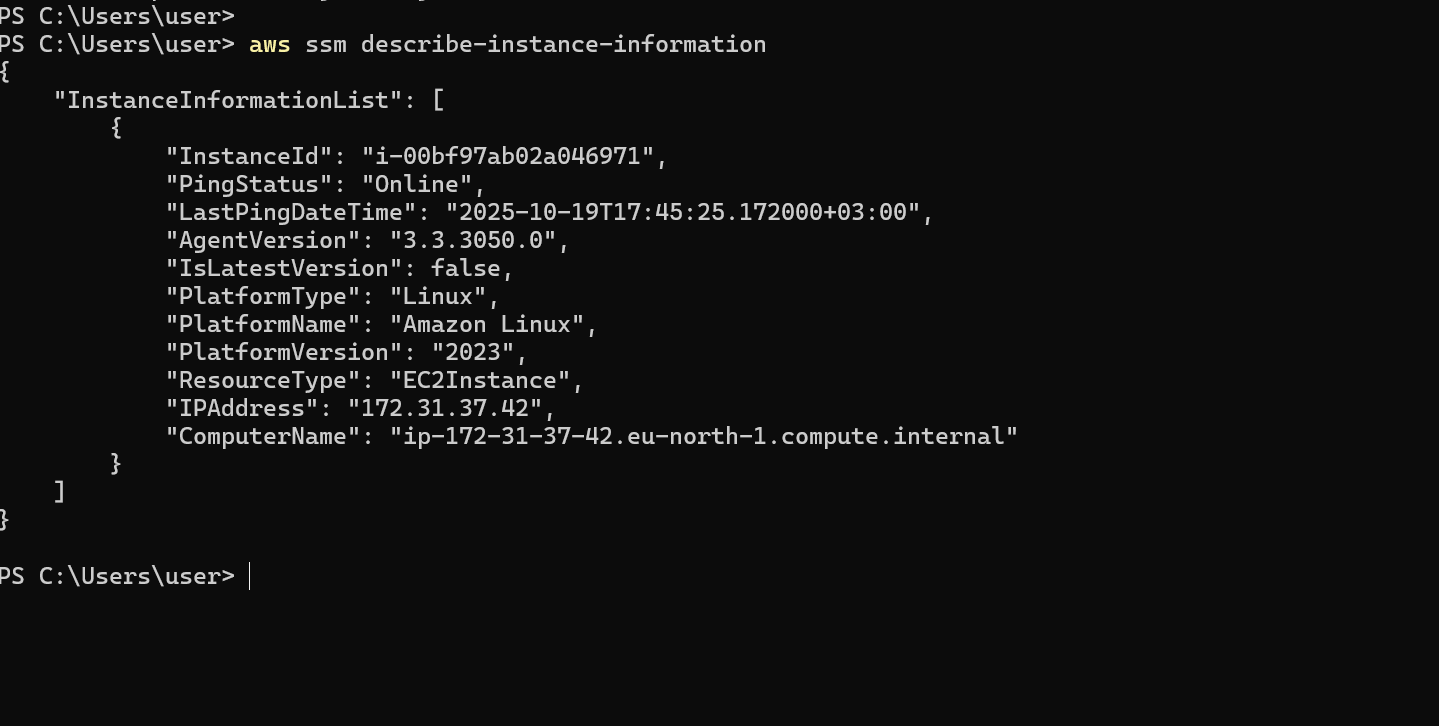 PS C:\Users\user>
PS C:\Users\user> aws ssm describe-instance-information
{
    "InstanceInformationList": [
        {
            "InstanceId": "i-00bf97ab02a046971",
            "PingStatus": "Online",
            "LastPingDateTime": "2025-10-19T17:45:25.172000+03:00",
            "AgentVersion": "3.3.3050.0",
            "IsLatestVersion": false,
            "PlatformType": "Linux",
            "PlatformName": "Amazon Linux",
            "PlatformVersion": "2023",
            "ResourceType": "EC2Instance",
            "IPAddress": "172.31.37.42",
            "ComputerName": "ip-172-31-37-42.eu-north-1.compute.internal"
        }
    ]
}
PS C:\Users\user>